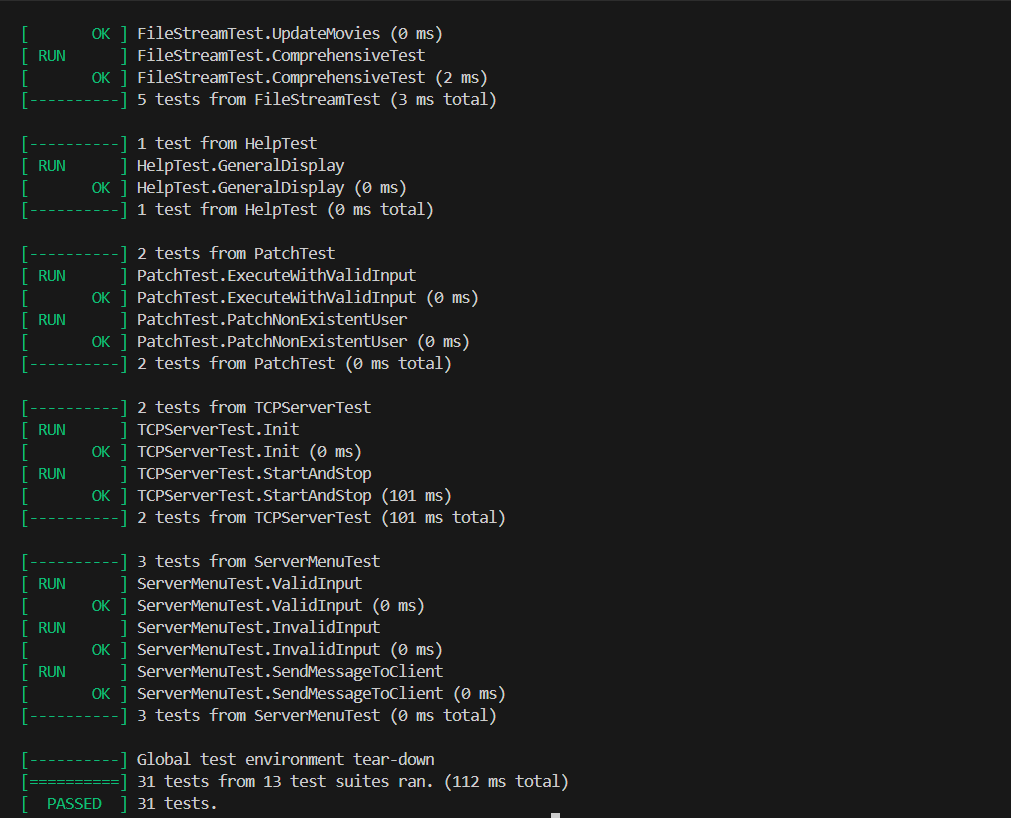 [       OK ] FileStreamTest.UpdateMovies (0 ms)
[ RUN      ] FileStreamTest.ComprehensiveTest
[       OK ] FileStreamTest.ComprehensiveTest (2 ms)
[----------] 5 tests from FileStreamTest (3 ms total)

[----------] 1 test from HelpTest
[ RUN      ] HelpTest.GeneralDisplay
[       OK ] HelpTest.GeneralDisplay (0 ms)
[----------] 1 test from HelpTest (0 ms total)

[----------] 2 tests from PatchTest
[ RUN      ] PatchTest.ExecuteWithValidInput
[       OK ] PatchTest.ExecuteWithValidInput (0 ms)
[ RUN      ] PatchTest.PatchNonExistentUser
[       OK ] PatchTest.PatchNonExistentUser (0 ms)
[----------] 2 tests from PatchTest (0 ms total)

[----------] 2 tests from TCPServerTest
[ RUN      ] TCPServerTest.Init
[       OK ] TCPServerTest.Init (0 ms)
[ RUN      ] TCPServerTest.StartAndStop
[       OK ] TCPServerTest.StartAndStop (101 ms)
[----------] 2 tests from TCPServerTest (101 ms total)

[----------] 3 tests from ServerMenuTest
[ RUN      ] ServerMenuTest.ValidInput
[       OK ] ServerMenuTest.ValidInput (0 ms)
[ RUN      ] ServerMenuTest.InvalidInput
[       OK ] ServerMenuTest.InvalidInput (0 ms)
[ RUN      ] ServerMenuTest.SendMessageToClient
[       OK ] ServerMenuTest.SendMessageToClient (0 ms)
[----------] 3 tests from ServerMenuTest (0 ms total)

[----------] Global test environment tear-down
[==========] 31 tests from 13 test suites ran. (112 ms total)
[  PASSED  ] 31 tests.